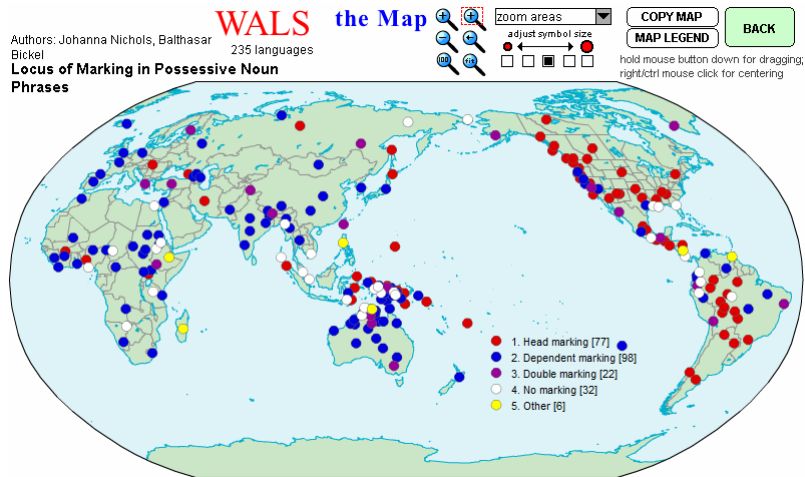 WALS
the Map
zoom areas
COPY MAP
MAP LEGEND
BACK
adjust symbol size
100
fit
Authors: Johanna Nichols, Balthasar
Bickel
235 languages
hold mouse button down for dragging;
right/ctrl mouse click for centering
Locus of Marking in Possessive Noun
Phrases
1. Head marking [77]
2. Dependent marking [98]
3. Double marking [22]
4. No marking [32]
5. Other [6]